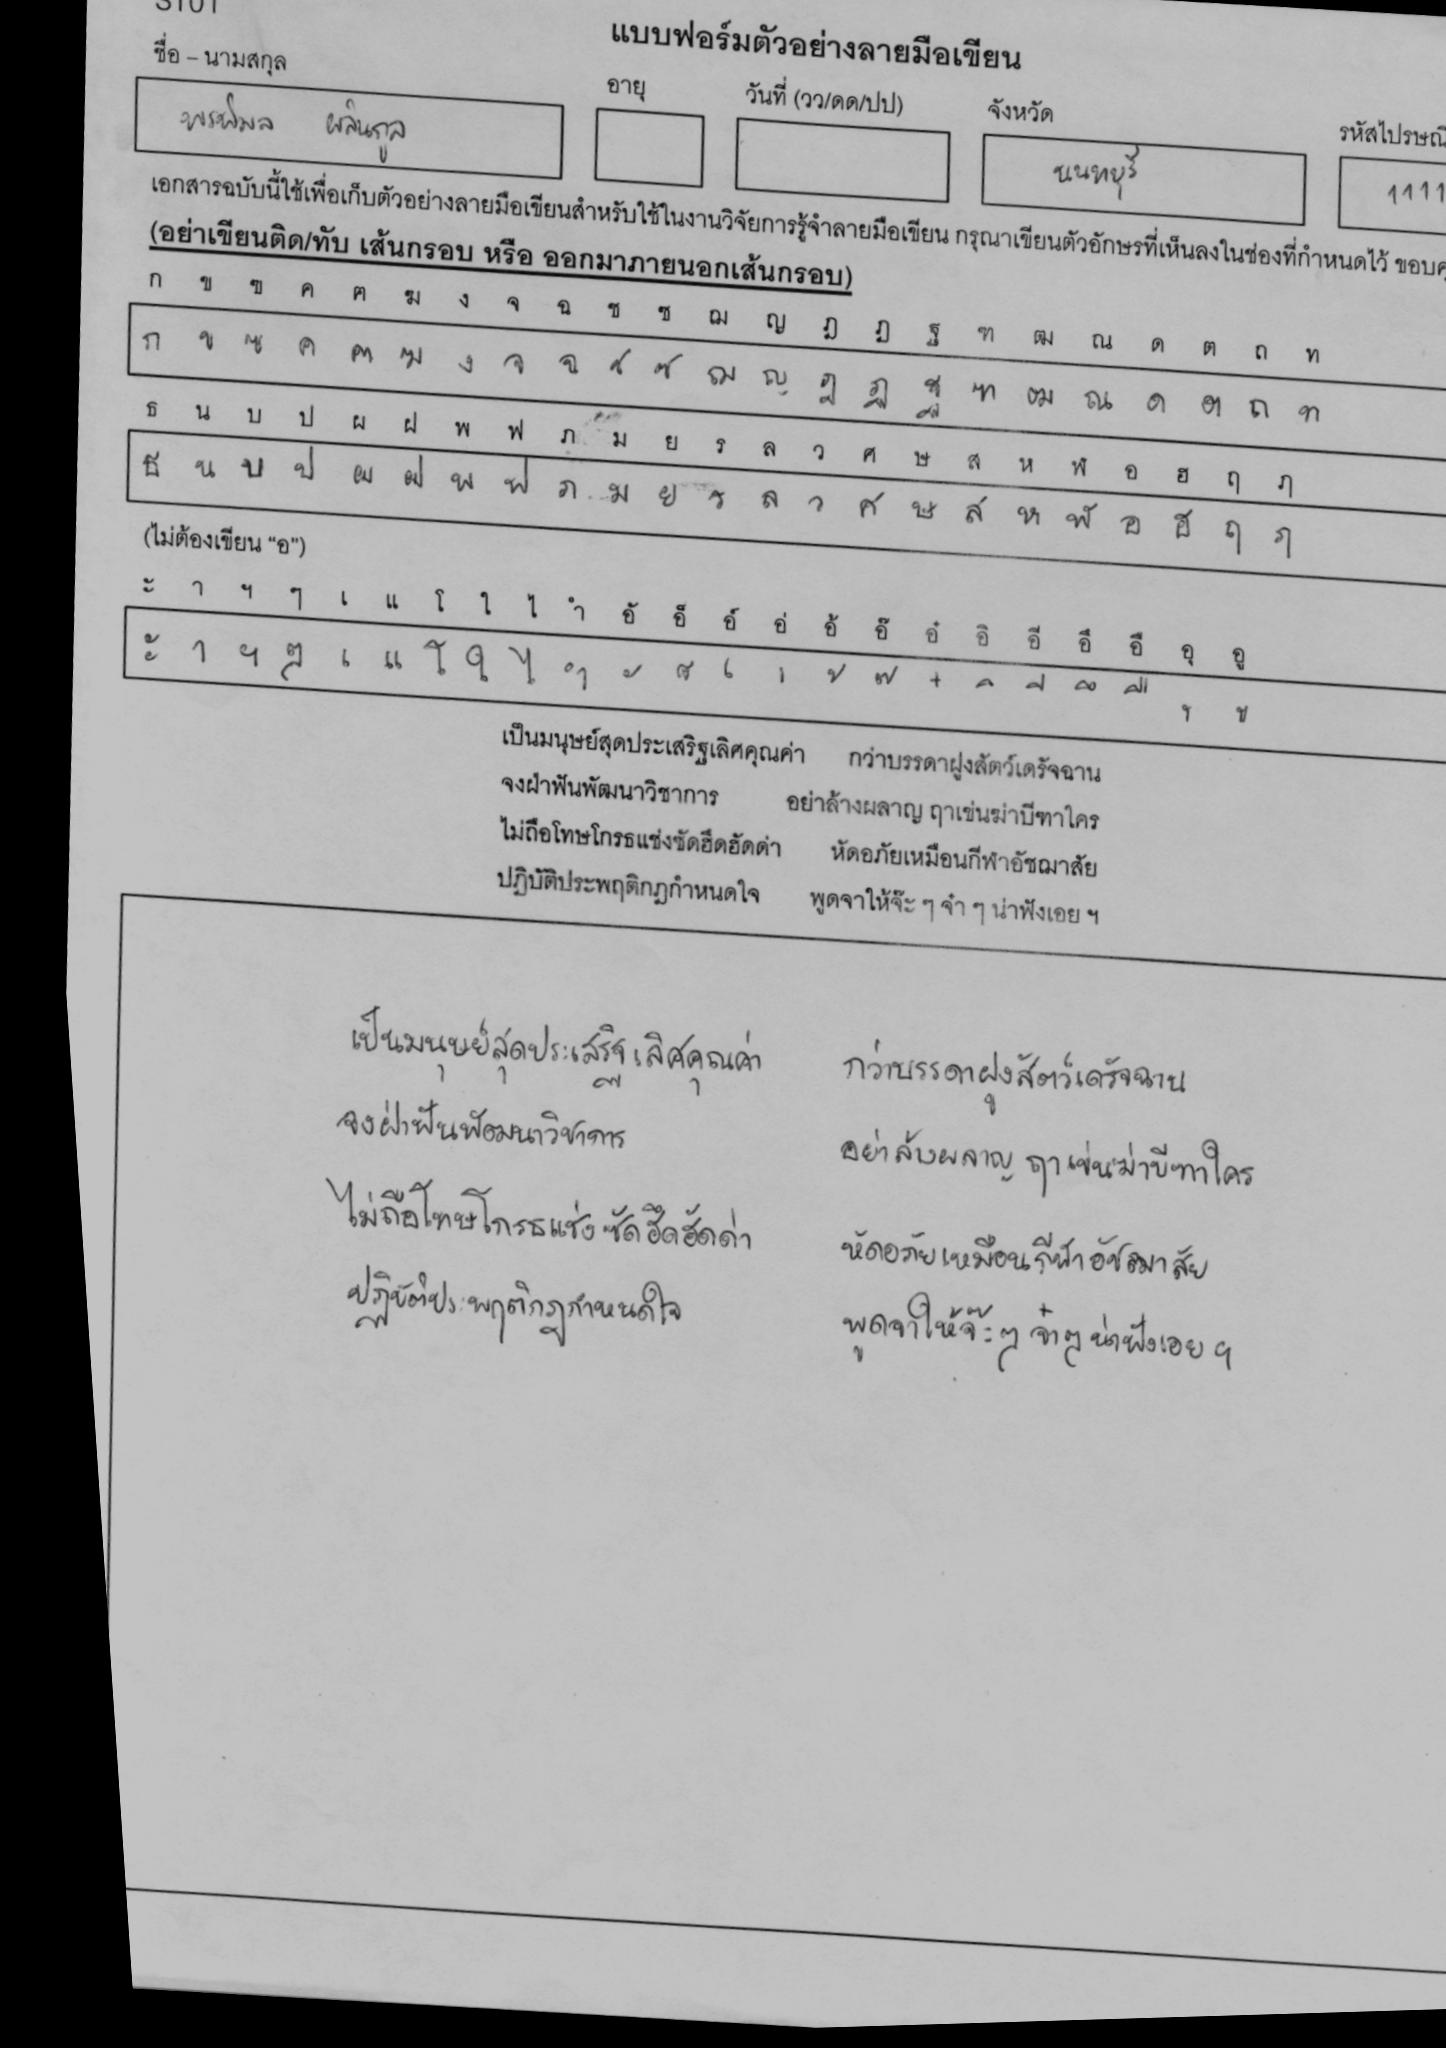 S101
แบบฟอร์มตัวอย่างลายมือเขียน
ชื่อ – นามสกุล อายุ วันที่ (วว/ดด/ปป) จังหวัด รหัสไปรษณี
พรพิมล ผลินกูล นนทบุรี 1111
เอกสารฉบับนี้ใช้เพื่อเก็บตัวอย่างลายมือเขียนสำหรับใช้ในงานวิจัยการรู้จำลายมือเขียน กรุณาเขียนตัวอักษรที่เห็นลงในช่องที่กำหนดไว้
(อย่าเขียนติด/ทับ เส้นกรอบ หรือ ออกมาภายนอกเส้นกรอบ)
ก ข ฃ ค ฅ ฆ ง จ ฉ ช ซ ฌ ญ ฎ ฏ ฐ ฑ ฒ ณ ด ต ถ ท
ก ข ฃ ค ฅ ฆ ง จ ฉ ช ซ ฌ ญ ฎ ฏ ฐ ฑ ฒ ณ ด ต ถ ท
ธ น บ ป ผ ฝ พ ฟ ภ ม ย ร ล ว ศ ษ ส ห ฬ อ ฮ ฤ ฦ
ธ น บ ป ผ ฝ พ ฟ ภ ม ย ร ล ว ศ ษ ส ห ฬ อ ฮ ฤ ฦ
(ไม่ต้องเขียน “อ”)
ะ า ฯ ๆ เ แ โ ใ ไ ำ อั อ็ อ์ อ่ อ้ อ๊ อ๋ อิ อี อึ อื อุ อู
ะ า ฯ ๆ เ แ โ ใ ไ ำ ั ็ ์ ่ ้ ๊ ๋ ิ ี ึ ื ุ ู
เป็นมนุษย์สุดประเสริฐเลิศคุณค่า กว่าบรรดาฝูงสัตว์เดรัจฉาน
จงฝ่าฟันพัฒนาวิชาการ อย่าล้างผลาญ ฤาเข่นฆ่าบีฑาใคร
ไม่ถือโทษโกรธแช่งซัดฮึดฮัดด่า หัดอภัยเหมือนกีฬาอัชฌาสัย
ปฏิบัติประพฤติกฎกำหนดใจ พูดจาให้จ๊ะ ๆ จ๋า ๆ น่าฟังเอย ฯ
เป็นมนุษย์สุดประเสริฐเลิศคุณค่า กว่าบรรดาฝูงสัตว์เดรัจฉาน
จงฝ่าฟันพัฒนาวิชาการ อย่าล้างผลาญ ฤาเข่นฆ่าบีฑาใคร
ไม่ถือโทษโกรธแช่งซัดฮึดฮัดด่า หัดอภัยเหมือนกีฬาอัชฌาสัย
ปฏิบัติประพฤติกฎกำหนดใจ พูดจาให้จ๊ะๆ จ๋าๆ น่าฟังเอย ฯ